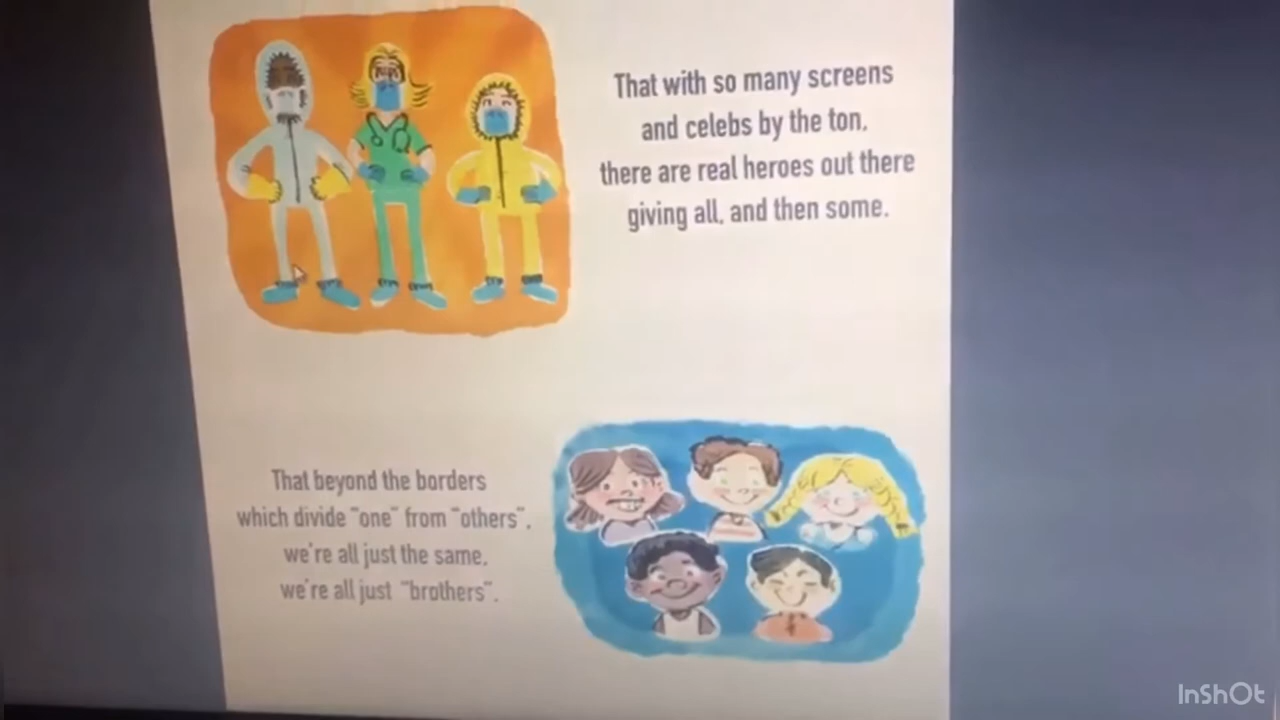 That with so many screens
and celebs by the ton,
there are real heroes out there
giving all, and then some.
That beyond the borders
which divide "one" from "others",
we're all just the same,
we're all just "brothers".
InShOt